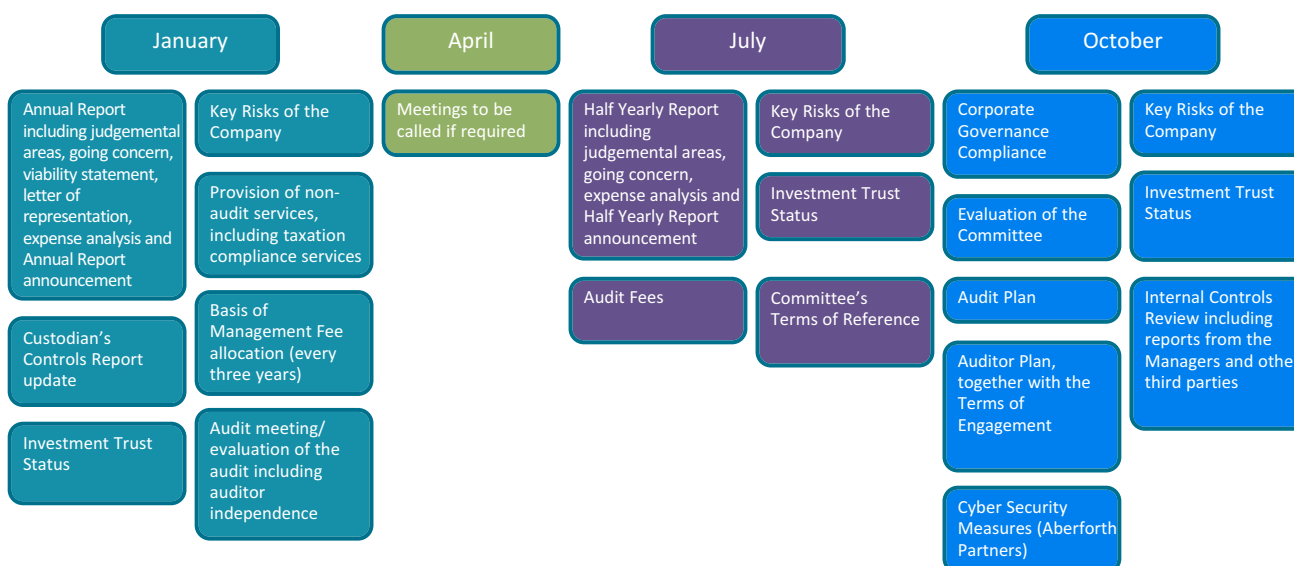 January
Annual Report
including judgemental
areas, going concern,
viability statement,
letter of
representation,
expense analysis and
Annual Report
announcement
Custodian's
Controls Report
update
Investment Trust
Status
Key Risks of the
Company
Provision of non-
audit services,
including taxation
compliance services
Basis of
Management Fee
allocation (every
three years)
Audit meeting/
evaluation of the
audit including
auditor
independence
April
Meetings to be
called if required
July
Half Yearly Report
including
judgemental areas,
going concern,
expense analysis and
Half Yearly Report
announcement
Audit Fees
Key Risks of the
Company
Investment Trust
Status
Committee's
Terms of Reference
October
Corporate
Governance
Compliance
Evaluation of the
Committee
Audit Plan
Auditor Plan,
together with the
Terms of
Engagement
Cyber Security
Measures (Aberforth
Partners)
Key Risks of the
Company
Investment Trust
Status
Internal Controls
Review including
reports from the
Managers and other
third parties